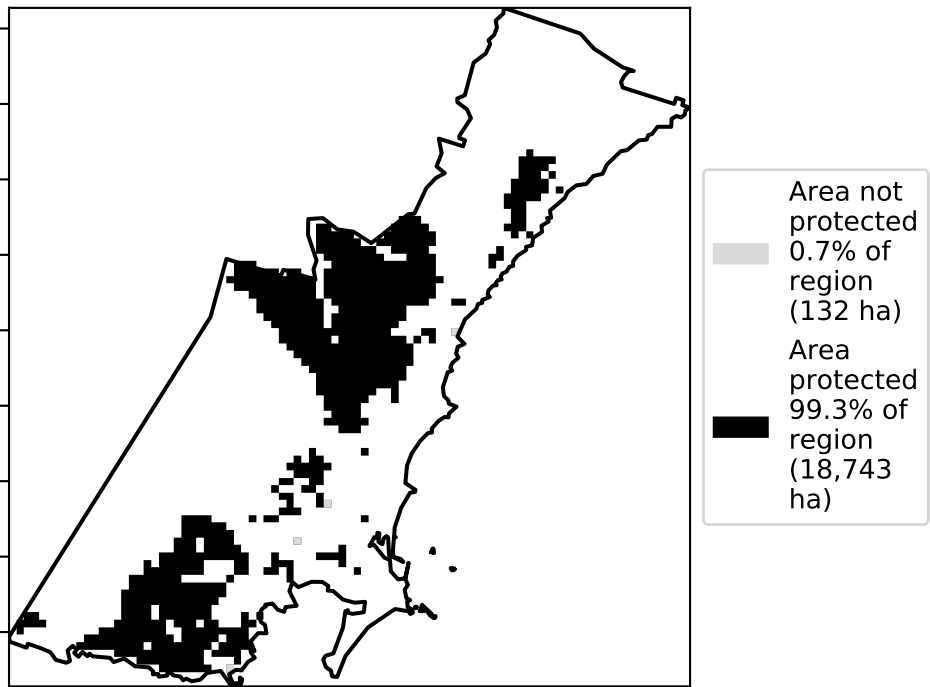 Area not
protected
0.7% of
region
(132 ha)
Area
protected
99.3% of
region
(18,743
ha)